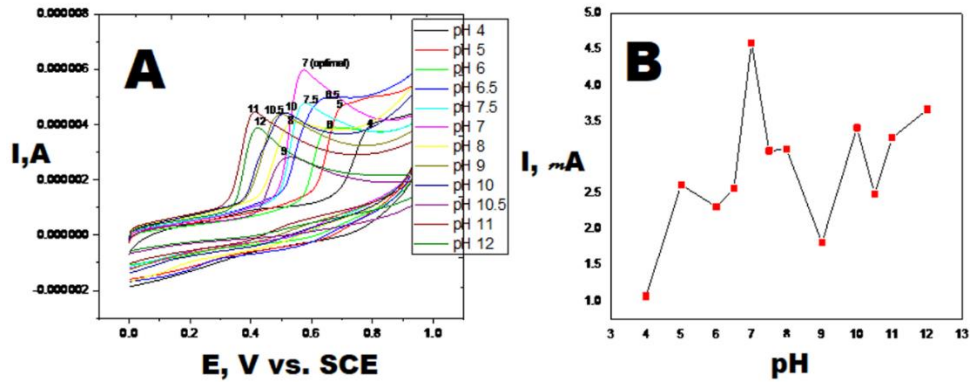 A
0.000008
0.000006
0.000004
0.000002
0.000000
-0.000002
I,A
0.0 0.2 0.4 0.6 0.8 1.0
E, V vs. SCE
7 (optimal)
6.5
7.5
5
11
10.5
10
8
12
6
4
9
pH 4
pH 5
pH 6
pH 6.5
pH 7.5
pH 7
pH 8
pH 9
pH 10
pH 10.5
pH 11
pH 12
B
5.0
4.5
4.0
3.5
I, mA
2.5
2.0
1.5
1.0
3 4 5 6 7 8 9 10 11 12 13
pH